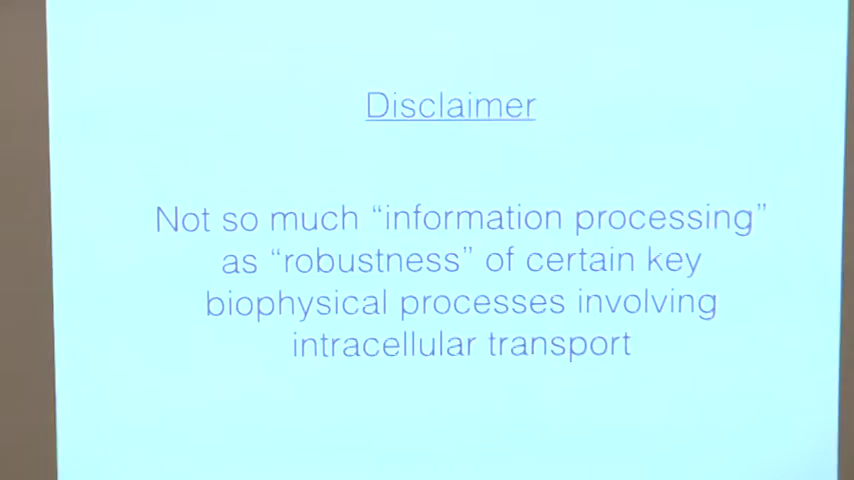 Disclaimer
Not so much “information processing”
as “robustness” of certain key
biophysical processes involving
intracellular transport